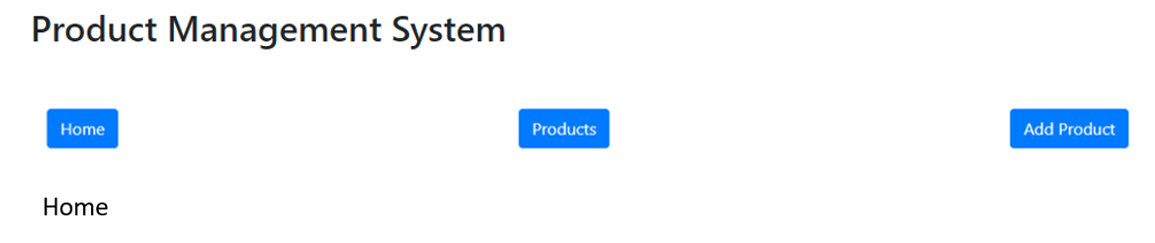 Product Management System
Home Products Add Product
Home